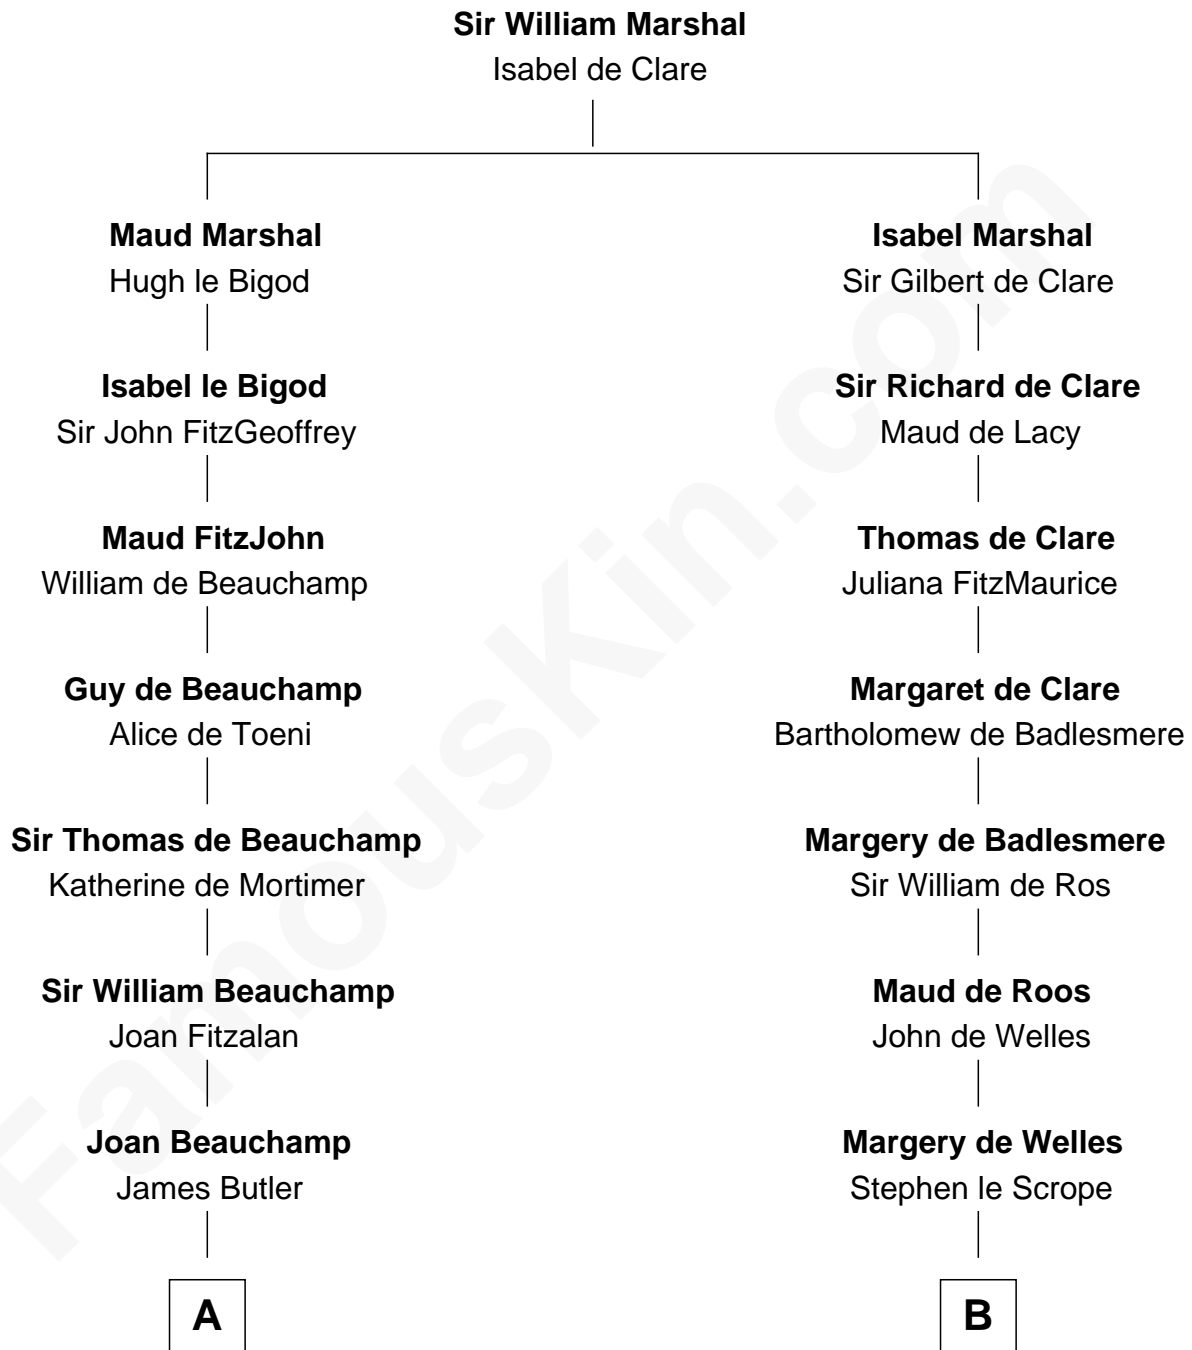 Sir William Marshal
Isabel de Clare
Maud Marshal
Hugh le Bigod
Isabel Marshal
Sir Gilbert de Clare
Isabel le Bigod
Sir John FitzGeoffrey
Sir Richard de Clare
Maud de Lacy
Maud FitzJohn
William de Beauchamp
Thomas de Clare
Juliana FitzMaurice
Guy de Beauchamp
Alice de Toeni
Margaret de Clare
Bartholomew de Badlesmere
Sir Thomas de Beauchamp
Katherine de Mortimer
Margery de Badlesmere
Sir William de Ros
Sir William Beauchamp
Joan Fitzalan
Maud de Roos
John de Welles
Joan Beauchamp
James Butler
Margery de Welles
Stephen le Scrope
A
B
FamousKin.com